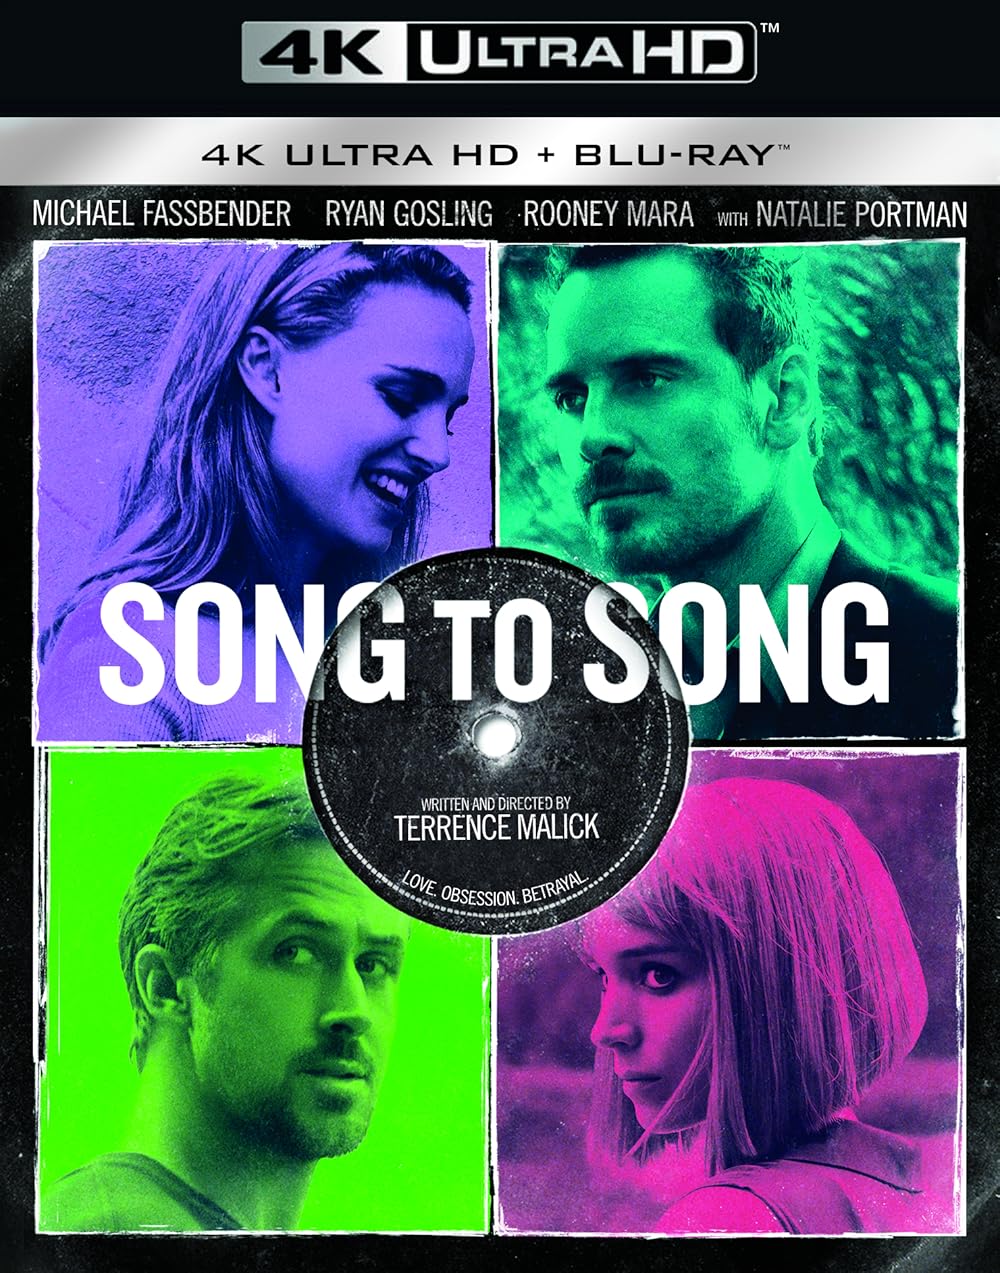 4K ULTRA HD™
4K ULTRA HD + BLU-RAY™
MICHAEL FASSBENDER RYAN GOSLING ROONEY MARA WITH NATALIE PORTMAN
SONG TO SONG
WRITTEN AND DIRECTED BY
TERRENCE MALICK
LOVE. OBSESSION. BETRAYAL.